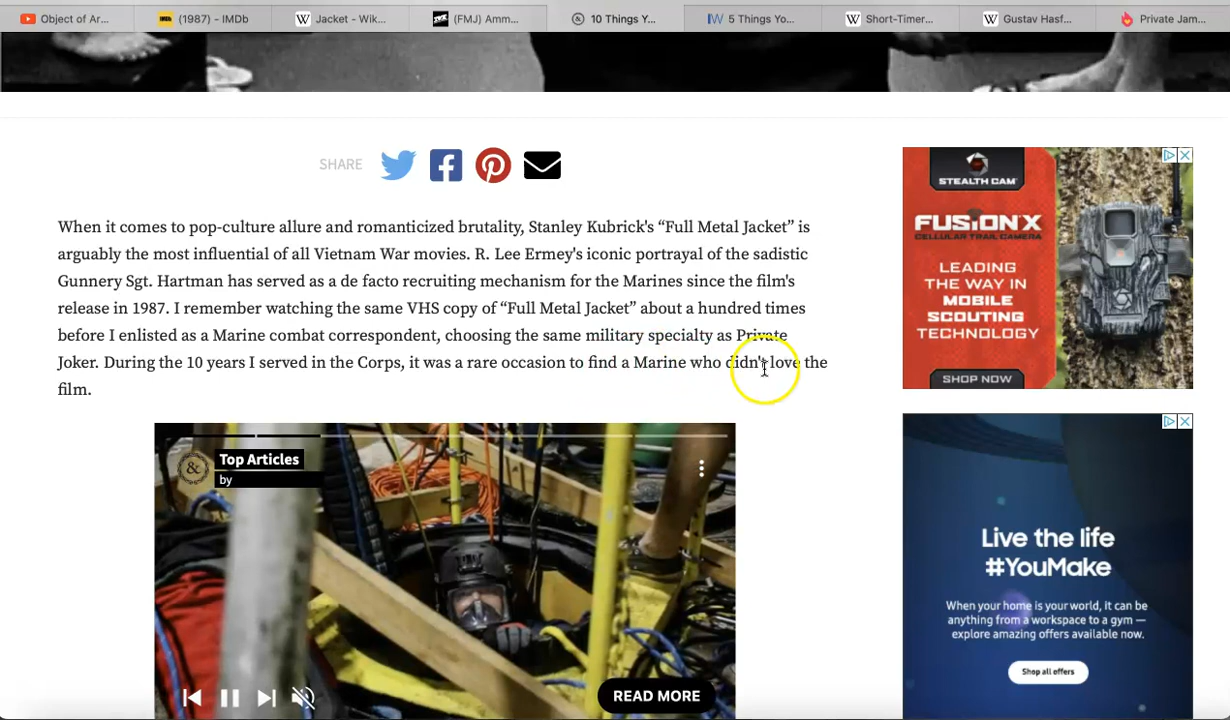 Object of Ar...
IMDb
(1987) - IMDb
W
Jacket - Wik...
(FMJ) Amm...
&
10 Things Y...
W
5 Things Yo...
W
Short-Timer...
W
Gustav Hasf...
Private Jam...
SHARE
When it comes to pop-culture allure and romanticized brutality, Stanley Kubrick's “Full Metal Jacket” is
arguably the most influential of all Vietnam War movies. R. Lee Ermey's iconic portrayal of the sadistic
Gunnery Sgt. Hartman has served as a de facto recruiting mechanism for the Marines since the film's
release in 1987. I remember watching the same VHS copy of “Full Metal Jacket” about a hundred times
before I enlisted as a Marine combat correspondent, choosing the same military specialty as Private
Joker. During the 10 years I served in the Corps, it was a rare occasion to find a Marine who didn't love the
film.
&
Top Articles
by
READ MORE
STEALTH CAM
FUSION X
CELLULAR TRAIL CAMERA
LEADING
THE WAY IN
MOBILE
SCOUTING
TECHNOLOGY
SHOP NOW
Live the life
#YouMake
When your home is your world, it can be
anything from a workspace to a gym —
explore amazing offers available now.
Shop all offers